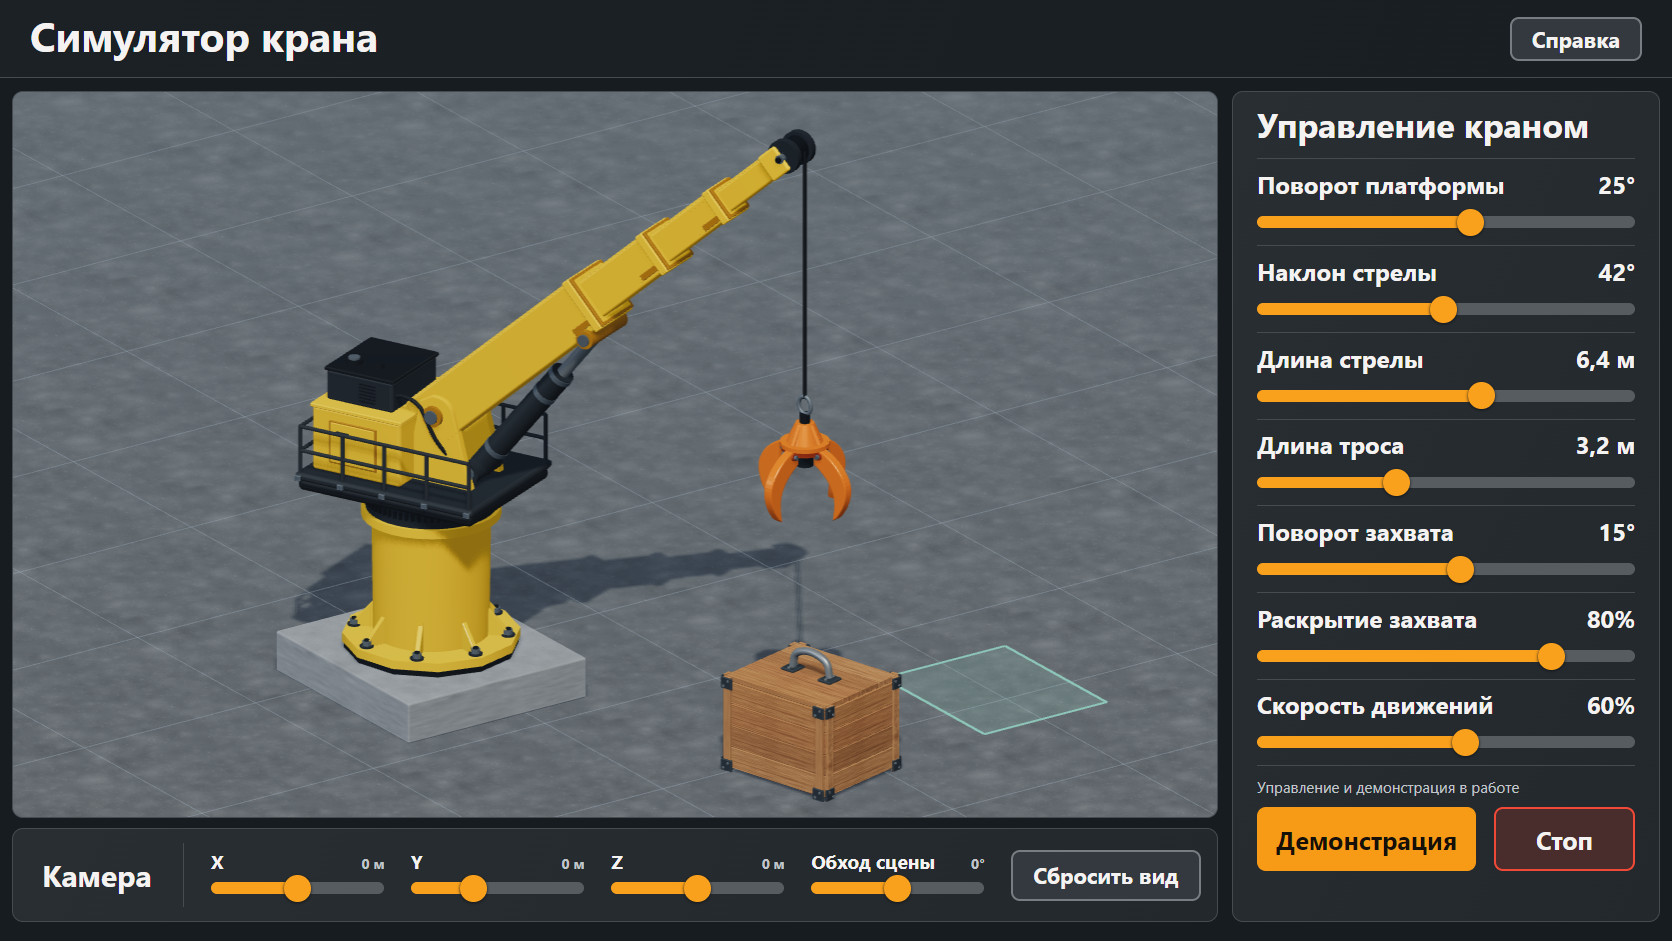 Симулятор крана
Справка
Управление краном
Поворот платформы 25°
Наклон стрелы 42°
Длина стрелы 6,4 м
Длина троса 3,2 м
Поворот захвата 15°
Раскрытие захвата 80%
Скорость движений 60%
Управление и демонстрация в работе
Демонстрация Стоп
Камера
X 0 м
Y 0 м
Z 0 м
Обход сцены 0°
Сбросить вид